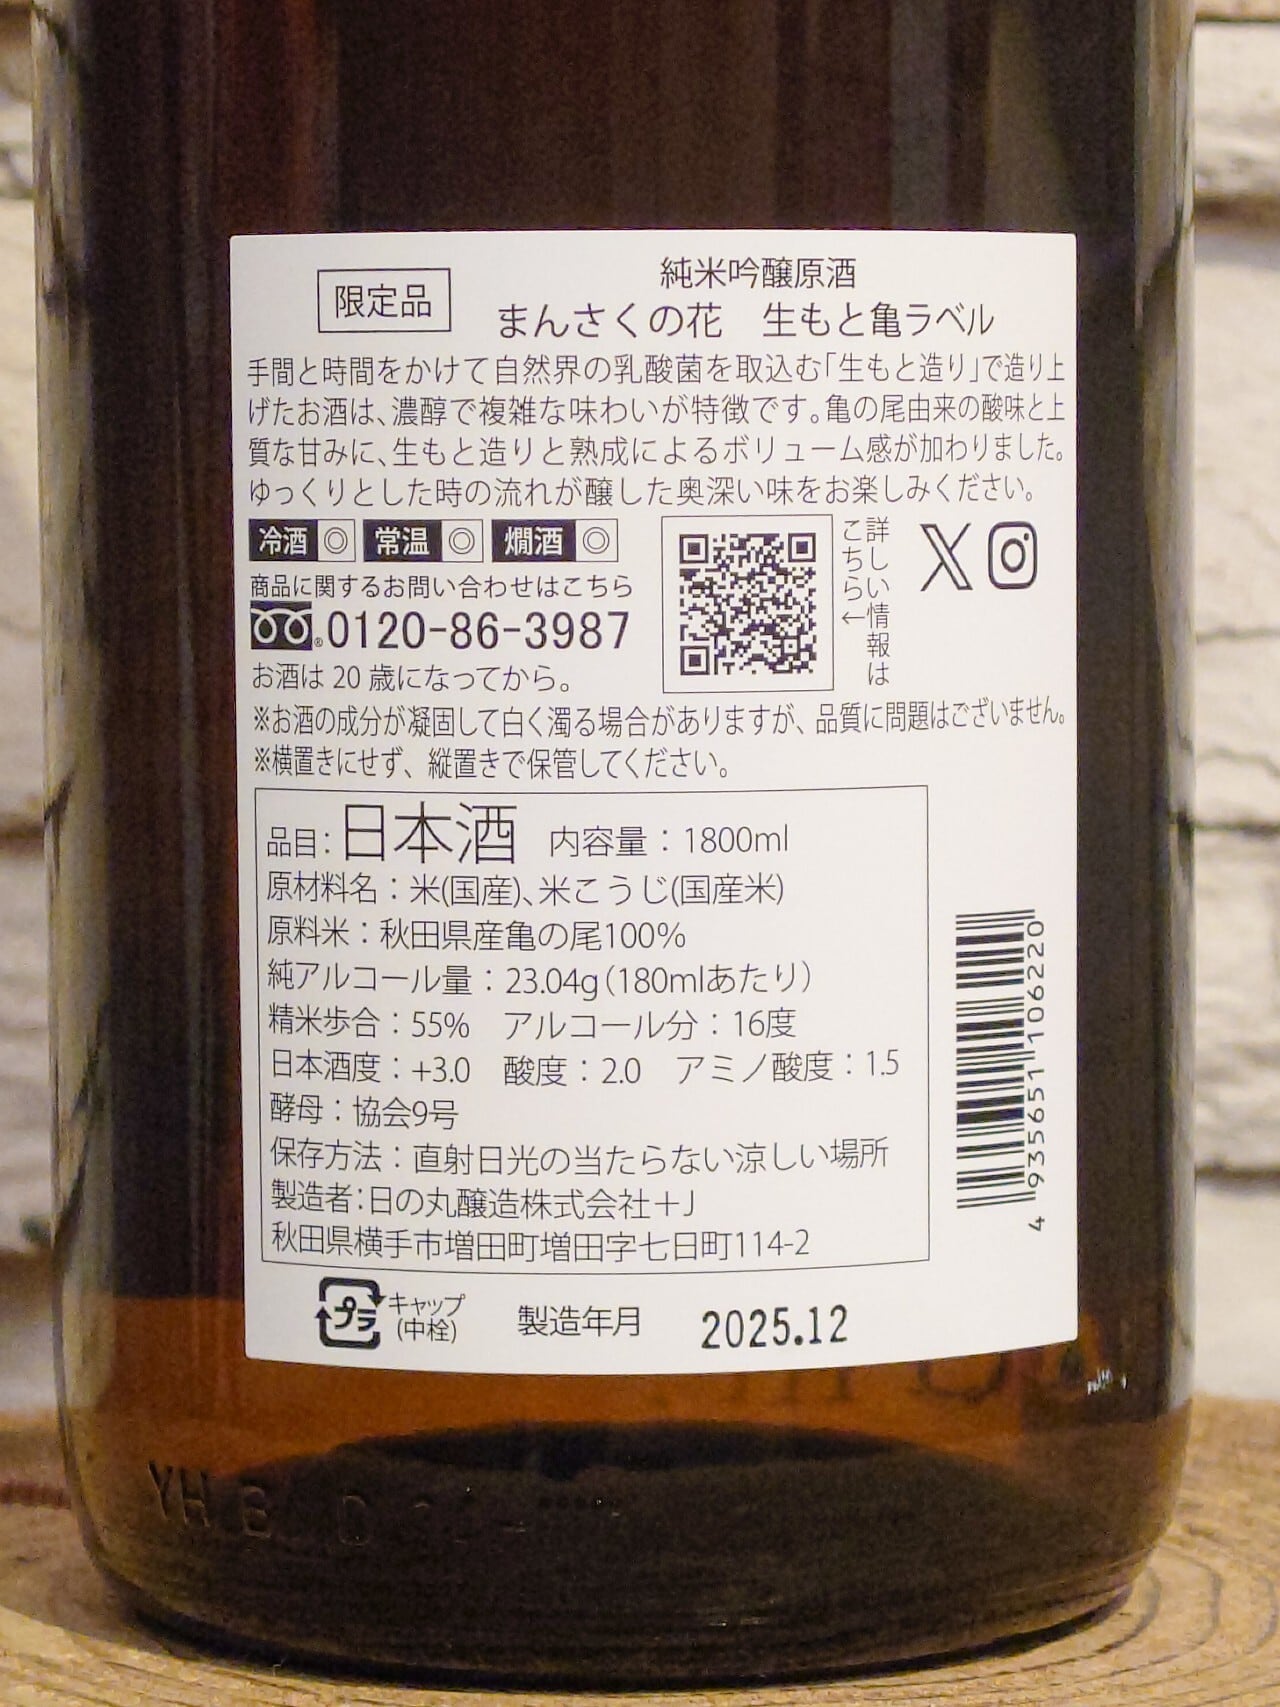 限定品
純米吟醸原酒
まんさくの花　生もと亀ラベル
手間と時間をかけて自然界の乳酸菌を取込む「生もと造り」で造り上
げたお酒は、濃醇で複雑な味わいが特徴です。亀の尾由来の酸味と上
質な甘みに、生もと造りと熟成によるボリューム感が加わりました。
ゆっくりとした時の流れが醸した奥深い味をお楽しみください。
冷酒 ◎ 常温 ◎ 燗酒 ◎
商品に関するお問い合わせはこちら
®0120-86-3987
お酒は 20 歳になってから。
詳しい情報は
こちら↓
※お酒の成分が凝固して白く濁る場合がありますが、品質に問題はございません。
※横置きにせず、縦置きで保管してください。
品目：日本酒　内容量：1800ml
原材料名：米(国産)、米こうじ(国産米)
原料米：秋田県産亀の尾100%
純アルコール量：23.04g（180mlあたり）
精米歩合：55%　アルコール分：16度
日本酒度：+3.0　酸度：2.0　アミノ酸度：1.5
酵母：協会9号
保存方法：直射日光の当たらない涼しい場所
製造者：日の丸醸造株式会社＋J
秋田県横手市増田町増田字七日町114-2
4 935651 106220
プラ
キャップ
(中栓)
製造年月　2025.12